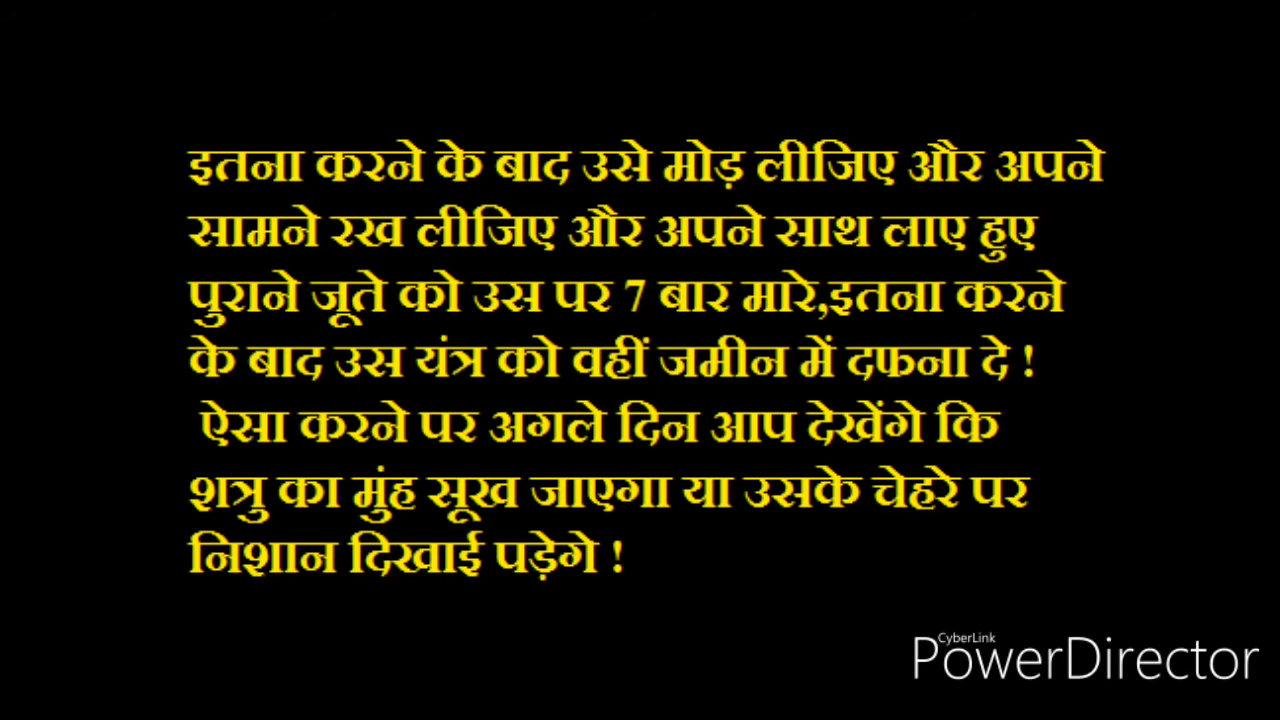 इतना करने के बाद उसे मोड़ लीजिए और अपने
सामने रख लीजिए और अपने साथ लाए हुए
पुराने जूते को उस पर 7 बार मारे,इतना करने
के बाद उस यंत्र को वहीं जमीन में दफना दे !
ऐसा करने पर अगले दिन आप देखेंगे कि
शत्रु का मुंह सूख जाएगा या उसके चेहरे पर
निशान दिखाई पड़ेगे !
CyberLink
PowerDirector